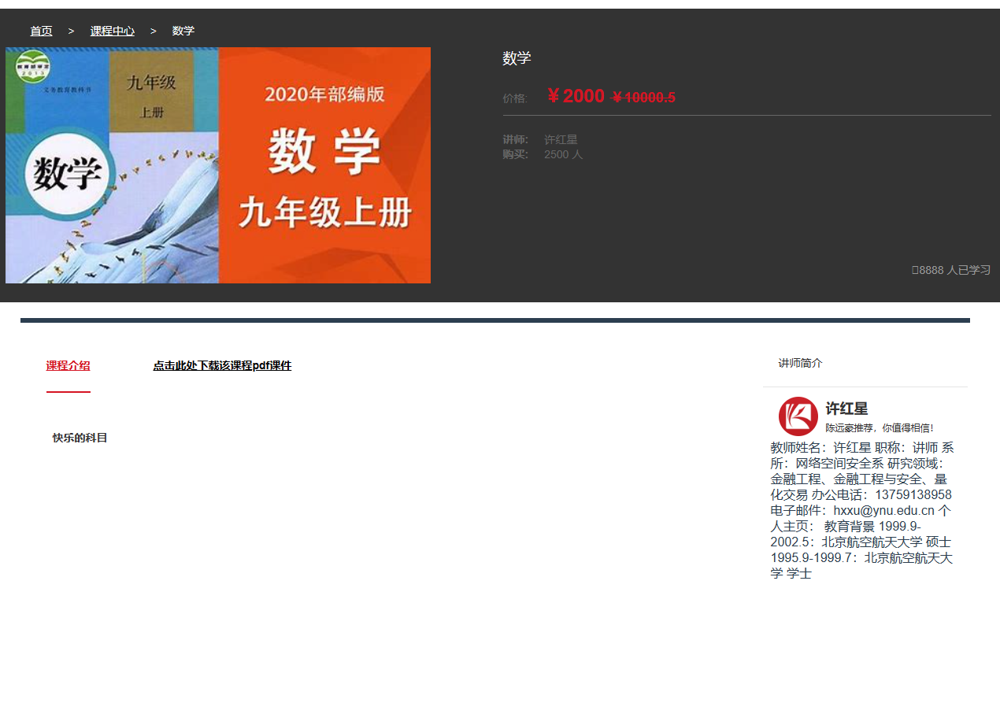 首页 > 课程中心 > 数学
义务教育教科书
九年级
上册
数学
2020年部编版
数学
九年级上册
数学
价格: ￥2000 ￥10000.5
讲师: 许红星
购买: 2500 人
8888 人已学习
课程介绍 点击此处下载该课程pdf课件
快乐的科目
讲师简介
许红星
陈远豪推荐，你值得相信！
教师姓名：许红星 职称：讲师 系
所：网络空间安全系 研究领域：
金融工程、金融工程与安全、量
化交易 办公电话：13759138958
电子邮件：hxxu@ynu.edu.cn 个
人主页： 教育背景 1999.9-
2002.5：北京航空航天大学 硕士
1995.9-1999.7：北京航空航天大
学 学士